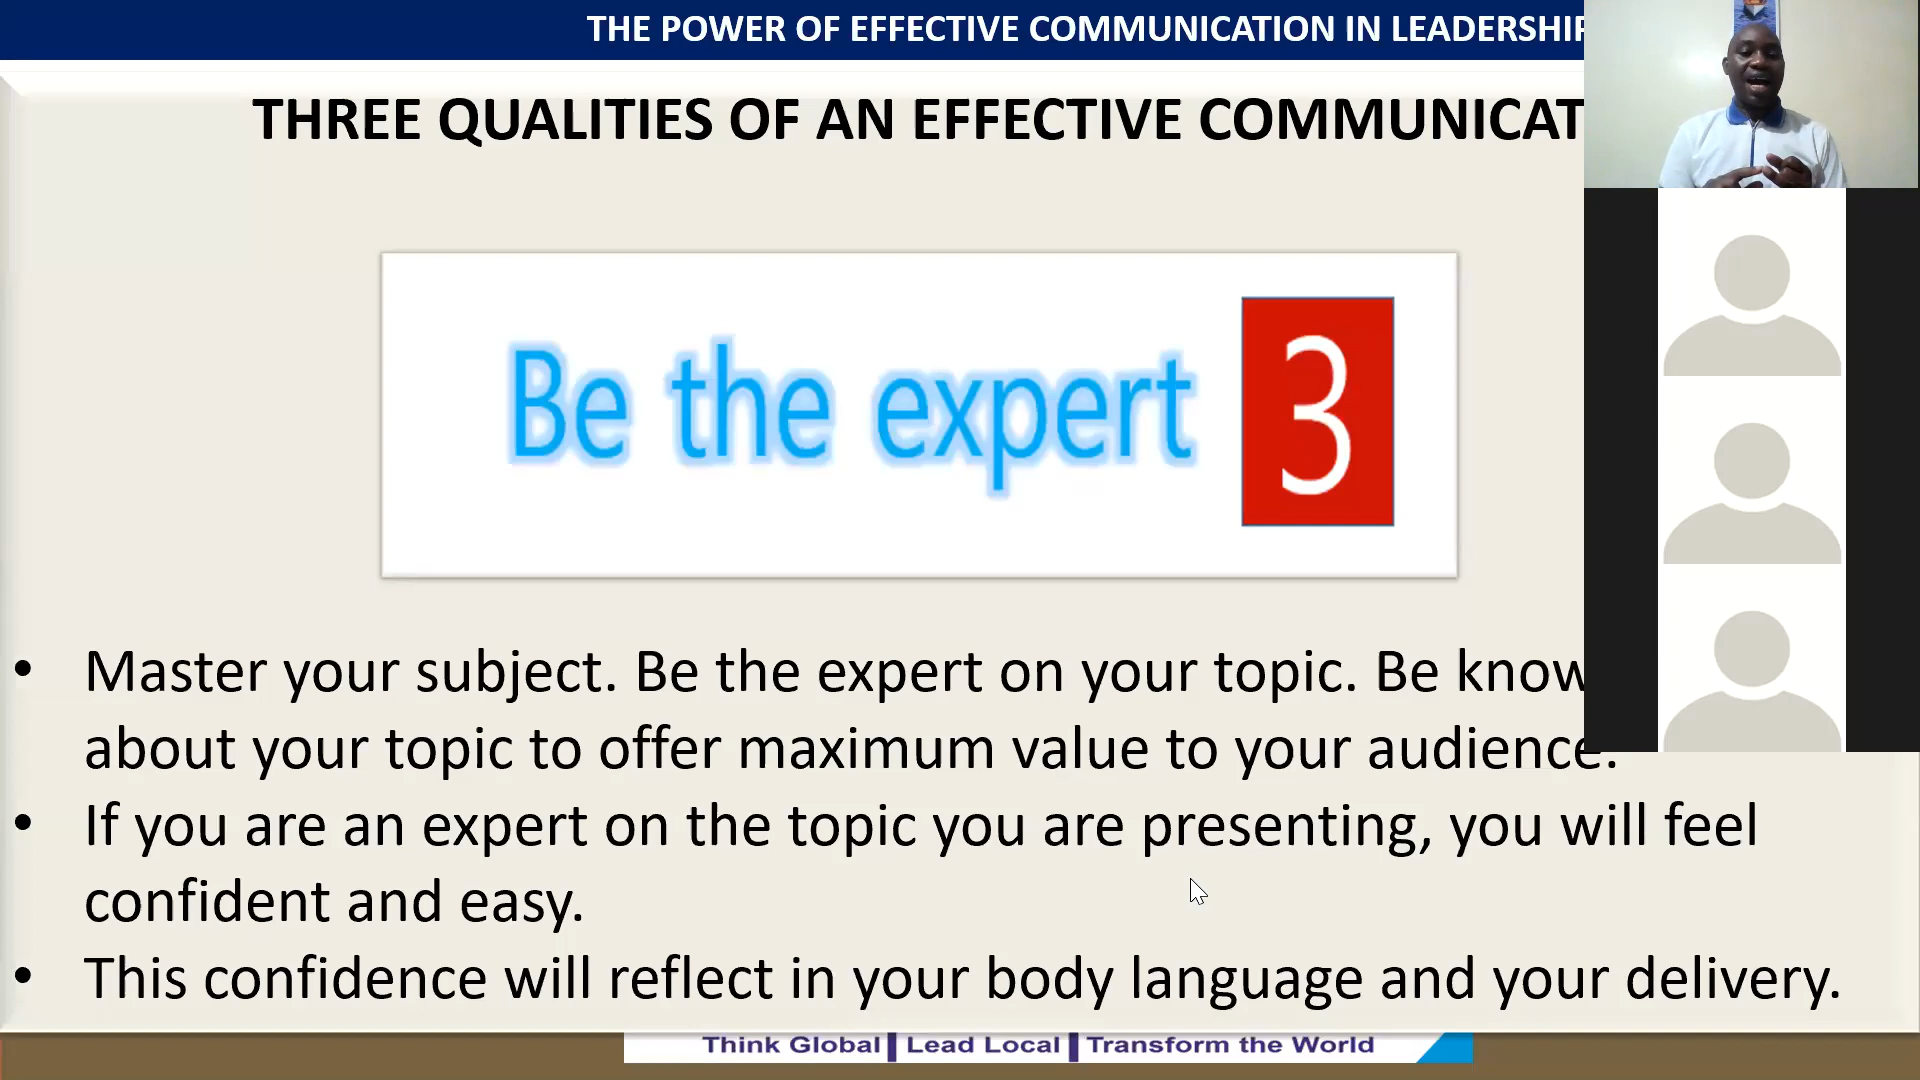 THE POWER OF EFFECTIVE COMMUNICATION IN LEADERSHIP
THREE QUALITIES OF AN EFFECTIVE COMMUNICAT
Be the expert 3
• Master your subject. Be the expert on your topic. Be know
about your topic to offer maximum value to your audience.
• If you are an expert on the topic you are presenting, you will feel
confident and easy.
• This confidence will reflect in your body language and your delivery.
Think Global Lead Local Transform the World